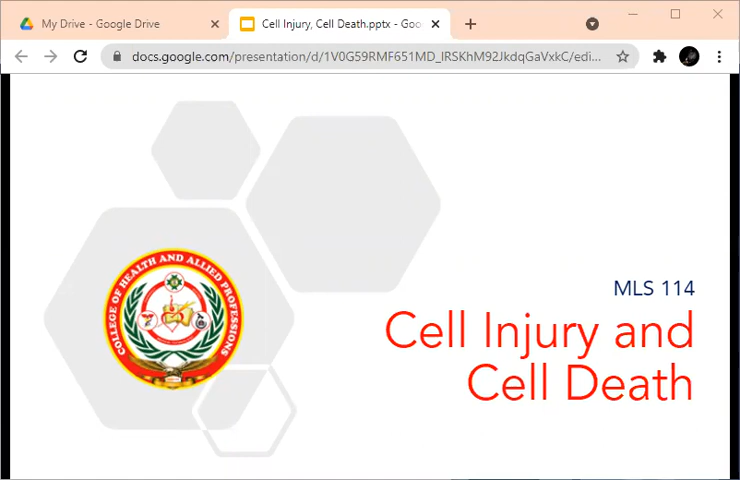 My Drive - Google Drive
Cell Injury, Cell Death.pptx - Goo
docs.google.com/presentation/d/1V0G59RMF651MD_IRSKhM92JkdqGaVxkC/edi...
COLLEGE OF HEALTH AND ALLIED PROFESSIONS
MLS 114
Cell Injury and
Cell Death